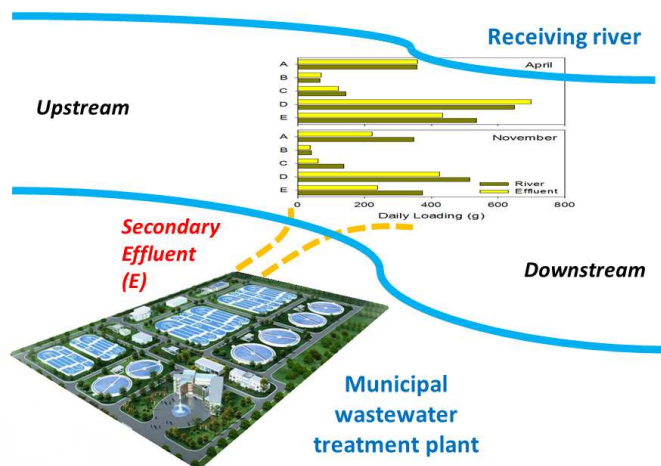 Receiving river
Upstream
April
A
B
C
D
E
November
A
B
C
D
E
River
Effluent
0 200 400 600 800
Daily Loading (g)
Secondary
Effluent
(E)
Downstream
Municipal
wastewater
treatment plant